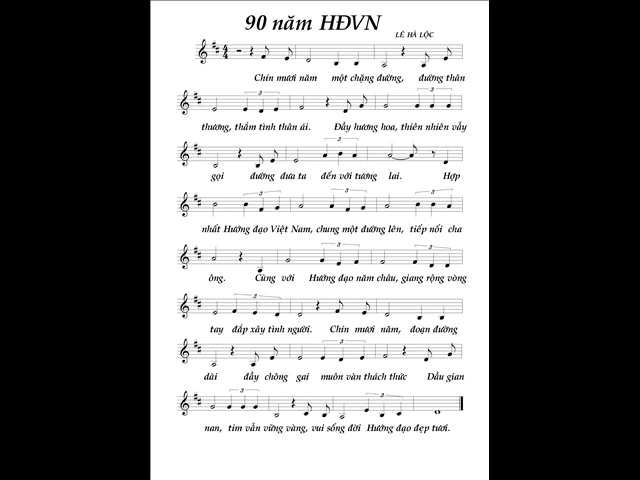 90 năm HĐVN
LÊ HÀ LỘC
Chín mươi năm một chặng đường, đường thân
thương, thắm tình thân ái. Đầy hương hoa, thiên nhiên vẫy
gọi đường đưa ta đến với tương lai. Hợp
nhất Hướng đạo Việt Nam, chung một đường lên, tiếp nối cha
ông. Cùng với Hướng đạo năm châu, giang rộng vòng
tay đắp xây tình người. Chín mươi năm, đoạn đường
dài đầy chông gai muôn vàn thách thức Dẫu gian
nan, tim vẫn vững vàng, vui sống đời Hướng đạo đẹp tươi.